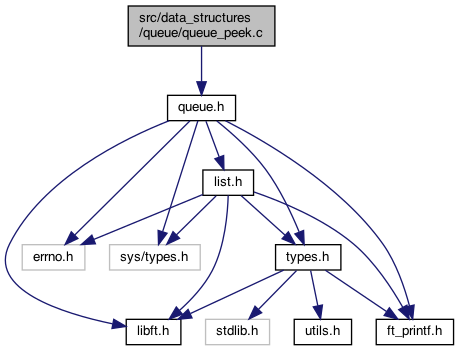 src/data_structures
/queue/queue_peek.c
queue.h
list.h
errno.h
sys/types.h
types.h
libft.h
stdlib.h
utils.h
ft_printf.h